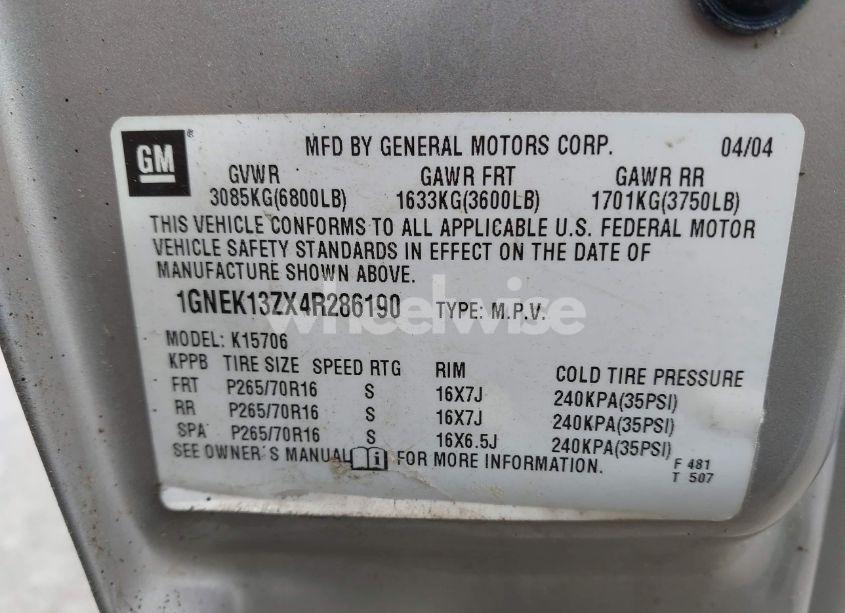 GM
MFD BY GENERAL MOTORS CORP. 04/04
GVWR GAWR FRT GAWR RR
3085KG(6800LB) 1633KG(3600LB) 1701KG(3750LB)
THIS VEHICLE CONFORMS TO ALL APPLICABLE U.S. FEDERAL MOTOR
VEHICLE SAFETY STANDARDS IN EFFECT ON THE DATE OF
MANUFACTURE SHOWN ABOVE.
1GNEK13ZX4R286190 TYPE: M.P.V.
wheelwise
MODEL: K15706
KPPB TIRE SIZE SPEED RTG RIM COLD TIRE PRESSURE
FRT P265/70R16 S 16X7J 240KPA(35PSI)
RR P265/70R16 S 16X7J 240KPA(35PSI)
SPA P265/70R16 S 16X6.5J 240KPA(35PSI)
SEE OWNER'S MANUAL i FOR MORE INFORMATION. F 481
T 507